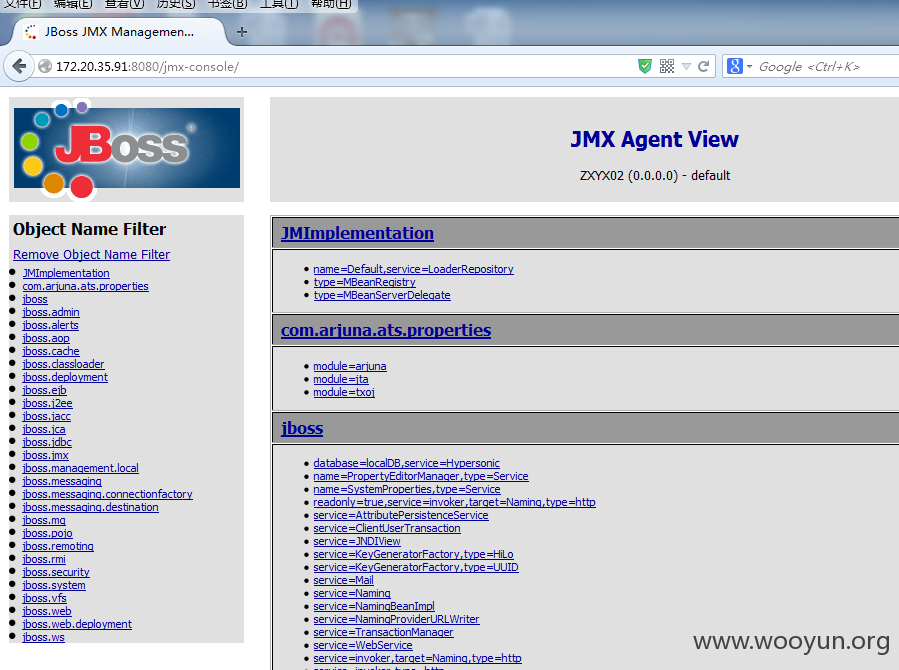 文件(F) 编辑(E) 查看(V) 历史(S) 书签(B) 工具(T) 帮助(H)
JBoss JMX Managemen...
172.20.35.91:8080/jmx-console/
Google <Ctrl+K>
JBoss
JMX Agent View
ZXYX02 (0.0.0.0) - default
Object Name Filter
Remove Object Name Filter
JMImplementation
com.arjuna.ats.properties
jboss
jboss.admin
jboss.alerts
jboss.aop
jboss.cache
jboss.classloader
jboss.deployment
jboss.ejb
jboss.j2ee
jboss.jacc
jboss.jca
jboss.jdbc
jboss.jmx
jboss.management.local
jboss.messaging
jboss.messaging.connectionfactory
jboss.messaging.destination
jboss.mq
jboss.pojo
jboss.remoting
jboss.rmi
jboss.security
jboss.system
jboss.vfs
jboss.web
jboss.web.deployment
jboss.ws
JMImplementation
name=Default,service=LoaderRepository
type=MBeanRegistry
type=MBeanServerDelegate
com.arjuna.ats.properties
module=arjuna
module=jta
module=txoj
jboss
database=localDB,service=Hypersonic
name=PropertyEditorManager,type=Service
name=SystemProperties,type=Service
readonly=true,service=invoker,target=Naming,type=http
service=AttributePersistenceService
service=ClientUserTransaction
service=JNDIView
service=KeyGeneratorFactory,type=HiLo
service=KeyGeneratorFactory,type=UUID
service=Mail
service=Naming
service=NamingBeanImpl
service=NamingProviderURLWriter
service=TransactionManager
service=WebService
service=invoker,target=Naming,type=http
www.wooyun.org